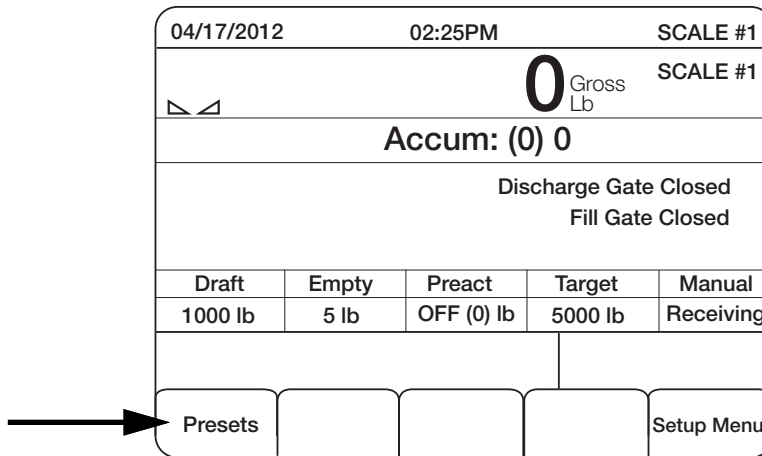 04/17/2012 02:25PM SCALE #1
0 Gross Lb SCALE #1
Accum: (0) 0
Discharge Gate Closed
Fill Gate Closed
Draft Empty Preact Target Manual
1000 lb 5 lb OFF (0) lb 5000 lb Receiving
Presets Setup Menu